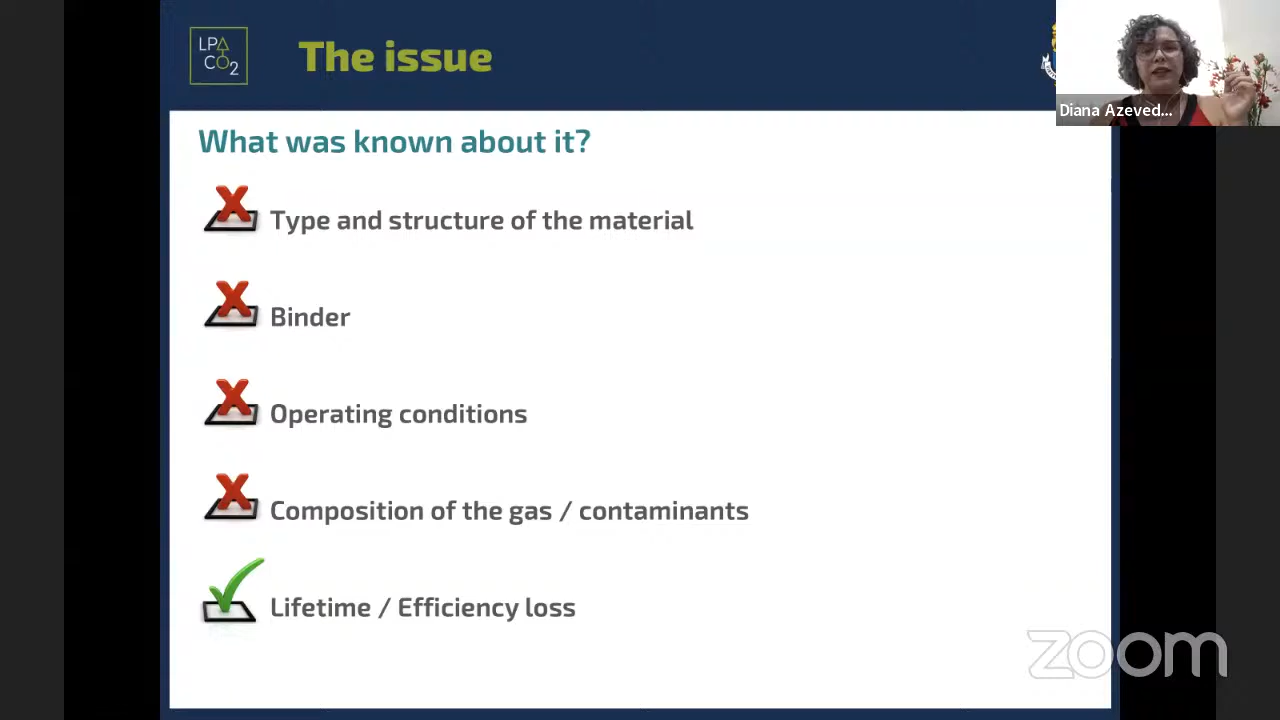 LPA
CO2
The issue
Diana Azeved...
What was known about it?
Type and structure of the material
Binder
Operating conditions
Composition of the gas / contaminants
Lifetime / Efficiency loss
zoom